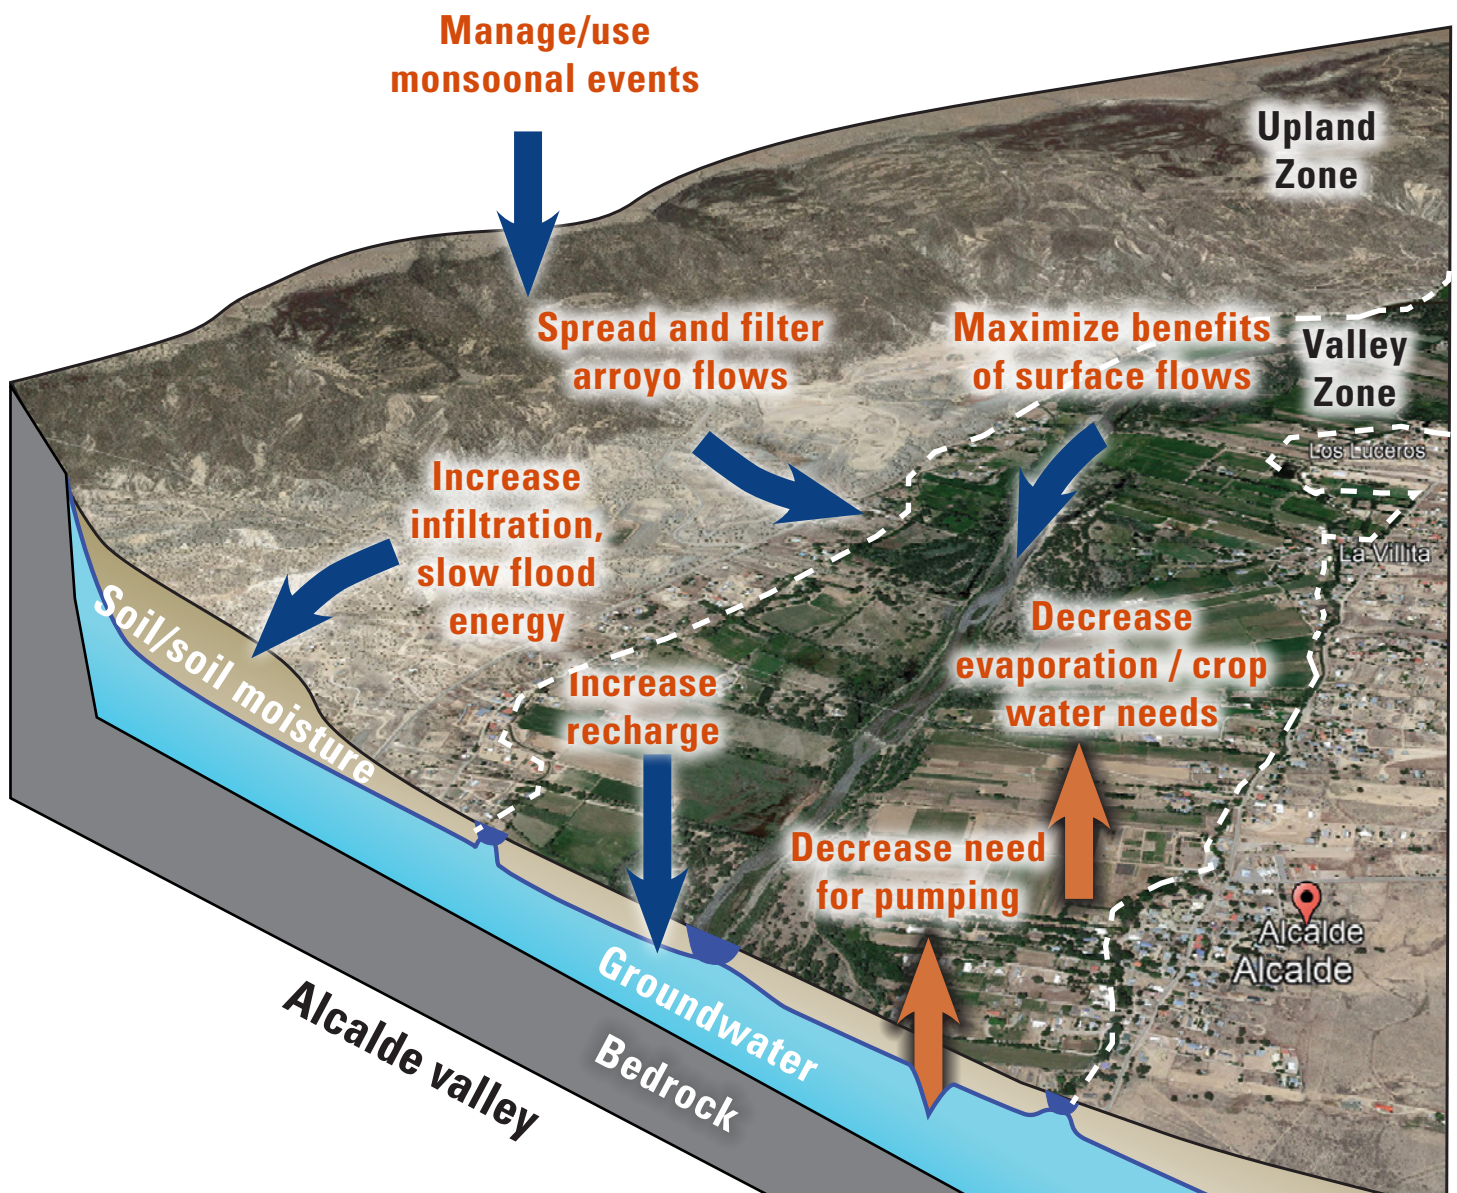 Manage/use
monsoonal events
Upland
Zone
Spread and filter
arroyo flows
Maximize benefits
of surface flows
Valley
Zone
Los Luceros
Increase
infiltration,
slow flood
energy
La Villita
Soil/soil moisture
Decrease
evaporation / crop
water needs
Increase
recharge
Decrease need
for pumping
Alcalde
Alcalde
Groundwater
Bedrock
Alcalde valley